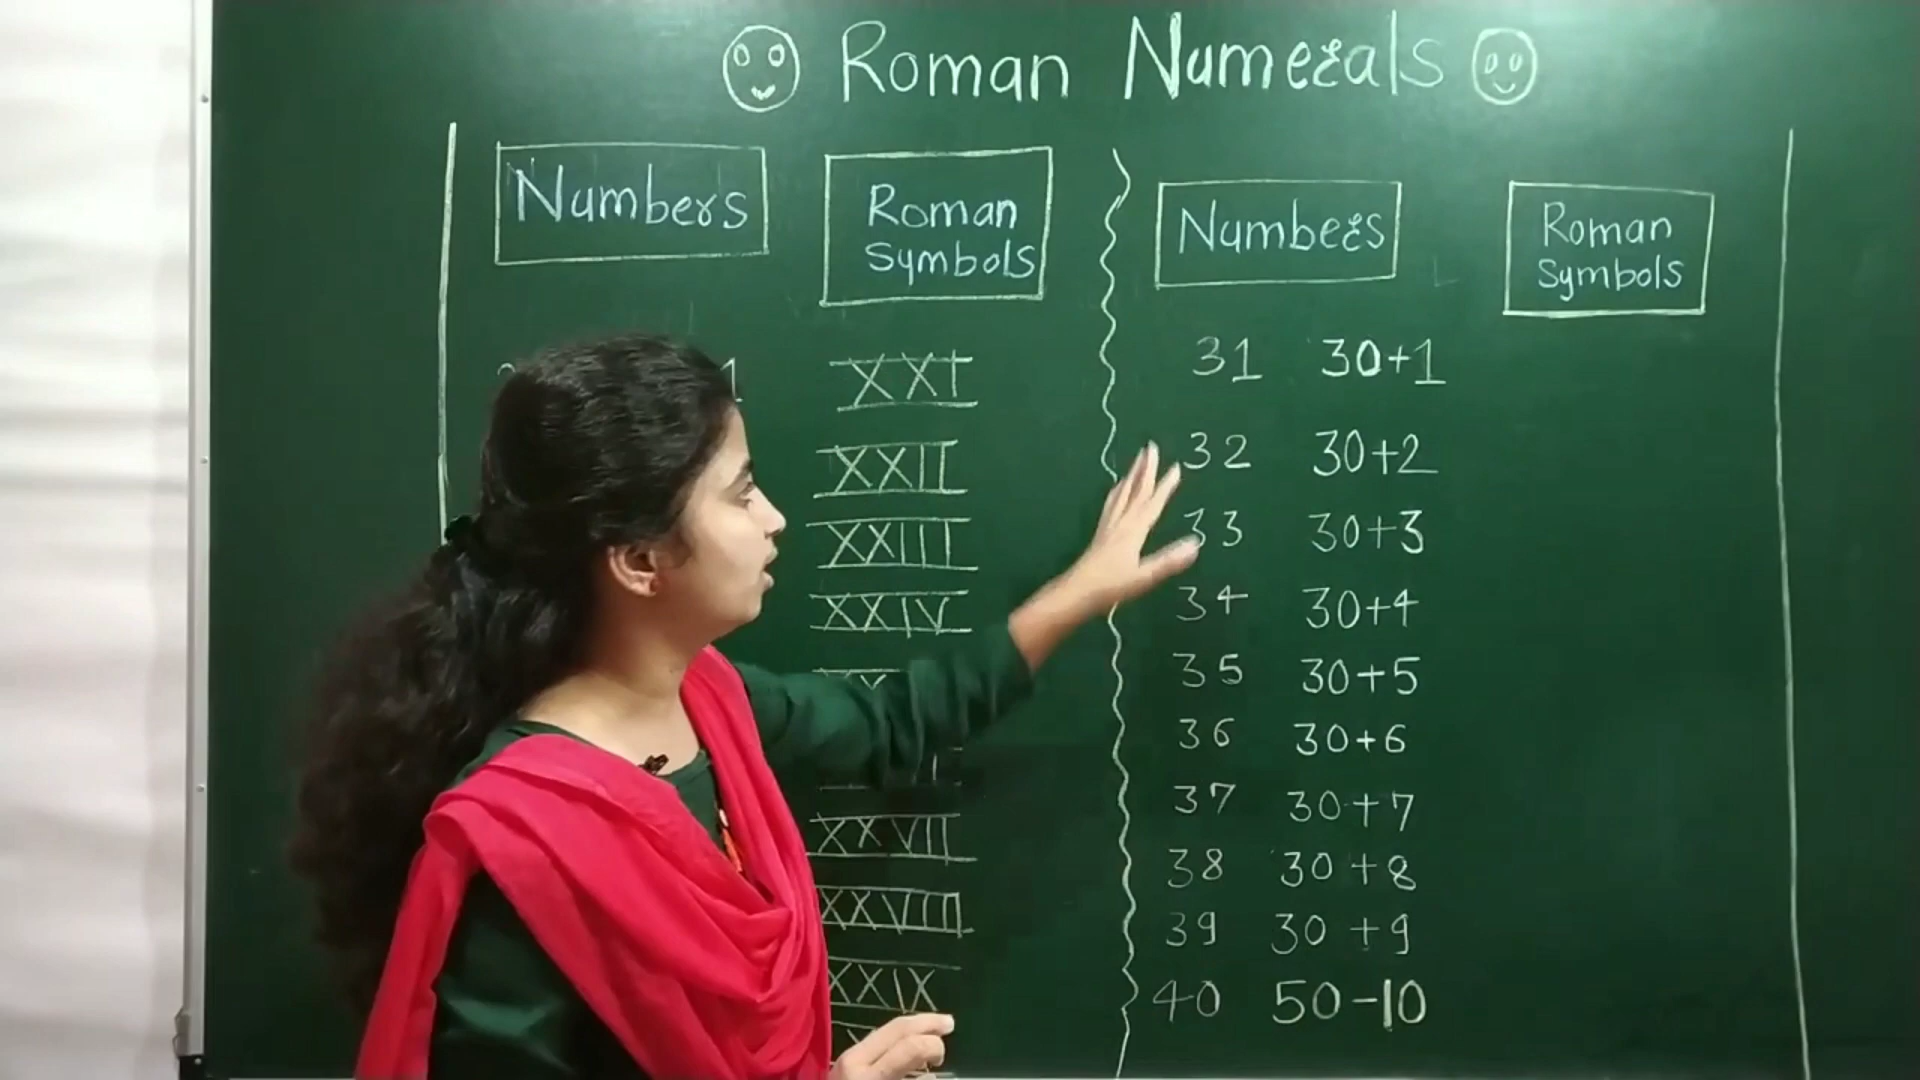 Roman Numerals
Numbers
Roman
Symbols
1
XXI
XXII
XXIII
XXIV
XXVII
XXVIII
XXIX
Numbers
Roman
Symbols
31 30+1
32 30+2
33 30+3
34 30+4
35 30+5
36 30+6
37 30+7
38 30+8
39 30+9
40 50-10